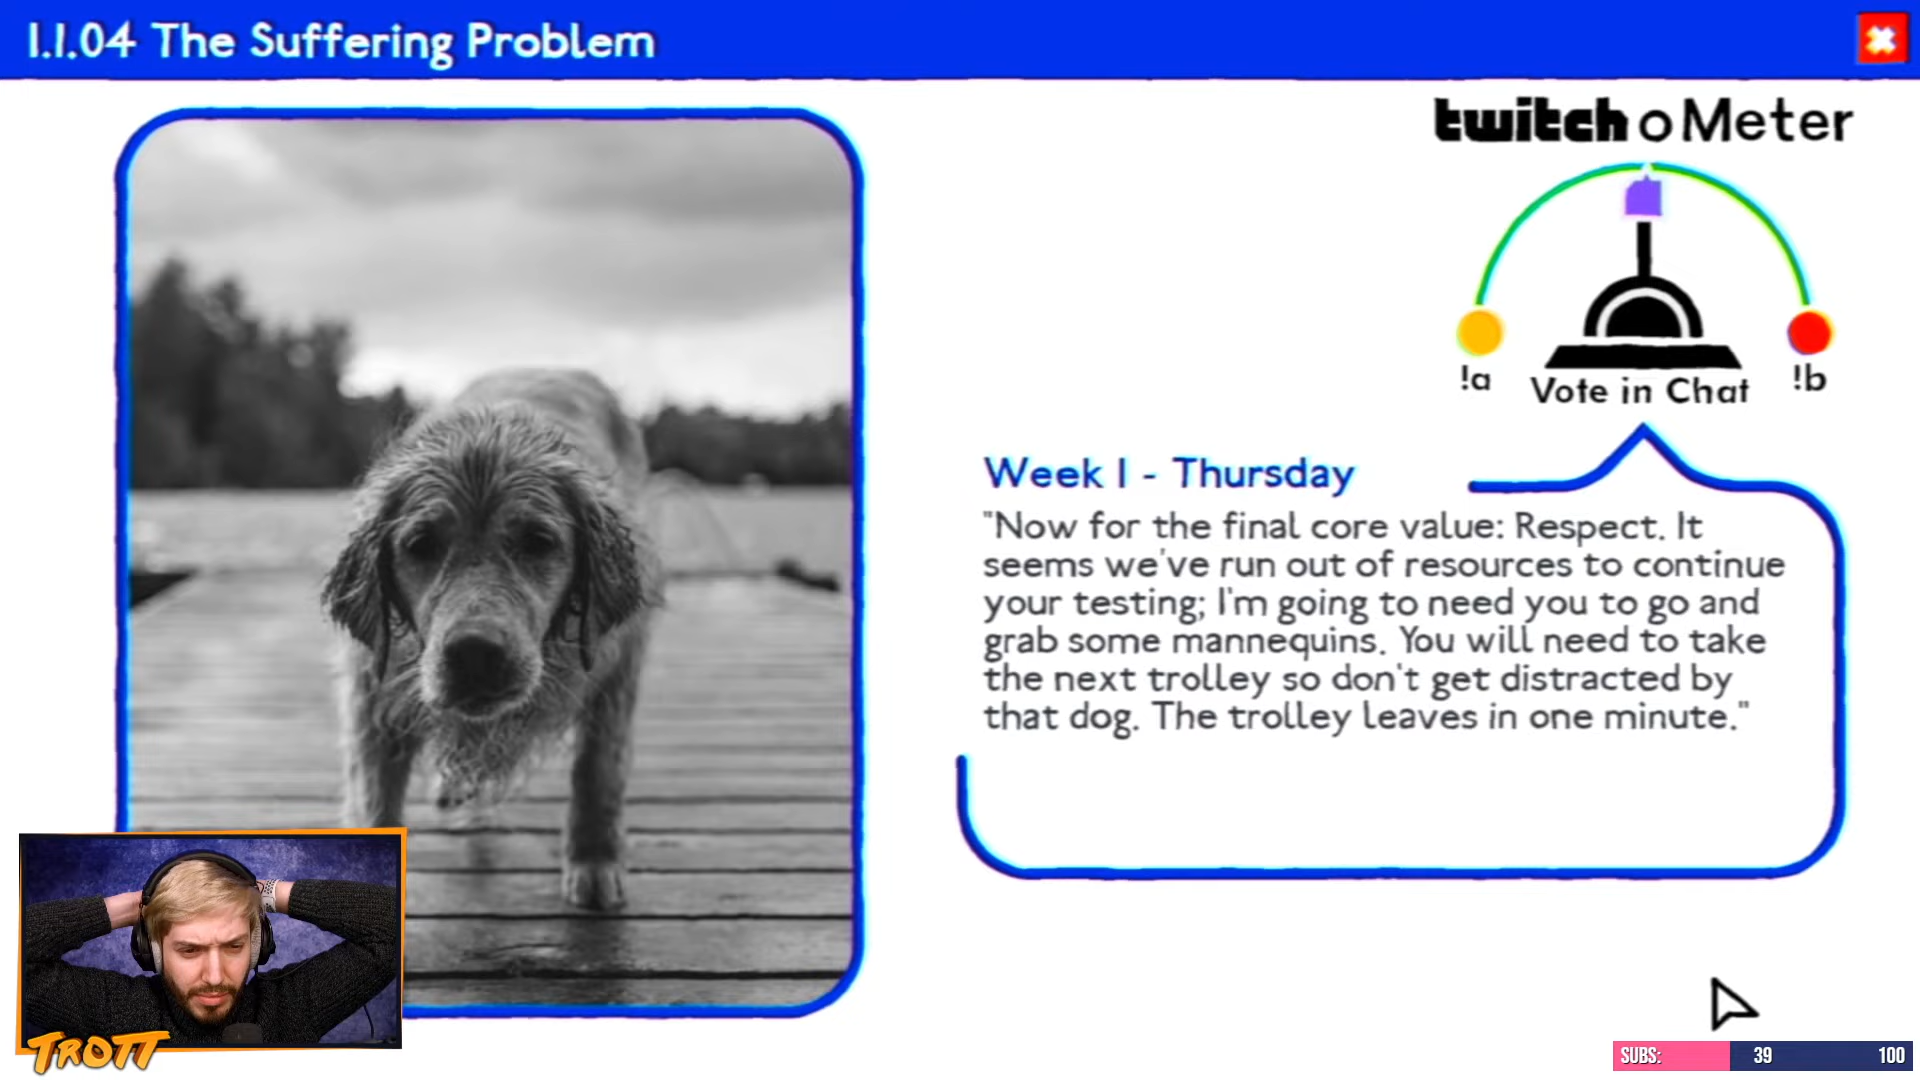 1.1.04 The Suffering Problem
twitch o Meter
!a
Vote in Chat
!b
Week 1 - Thursday
"Now for the final core value: Respect. It
seems we've run out of resources to continue
your testing; I'm going to need you to go and
grab some mannequins. You will need to take
the next trolley so don't get distracted by
that dog. The trolley leaves in one minute."
TROTT
SUBS: 39 100